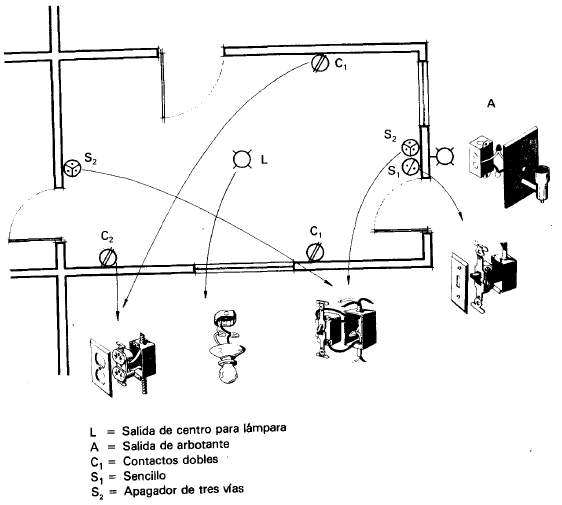 C₁
A
S₂
S₂
L
S₁
C₂
C₁
L = Salida de centro para lámpara
A = Salida de arbotante
C₁ = Contactos dobles
S₁ = Sencillo
S₂ = Apagador de tres vías